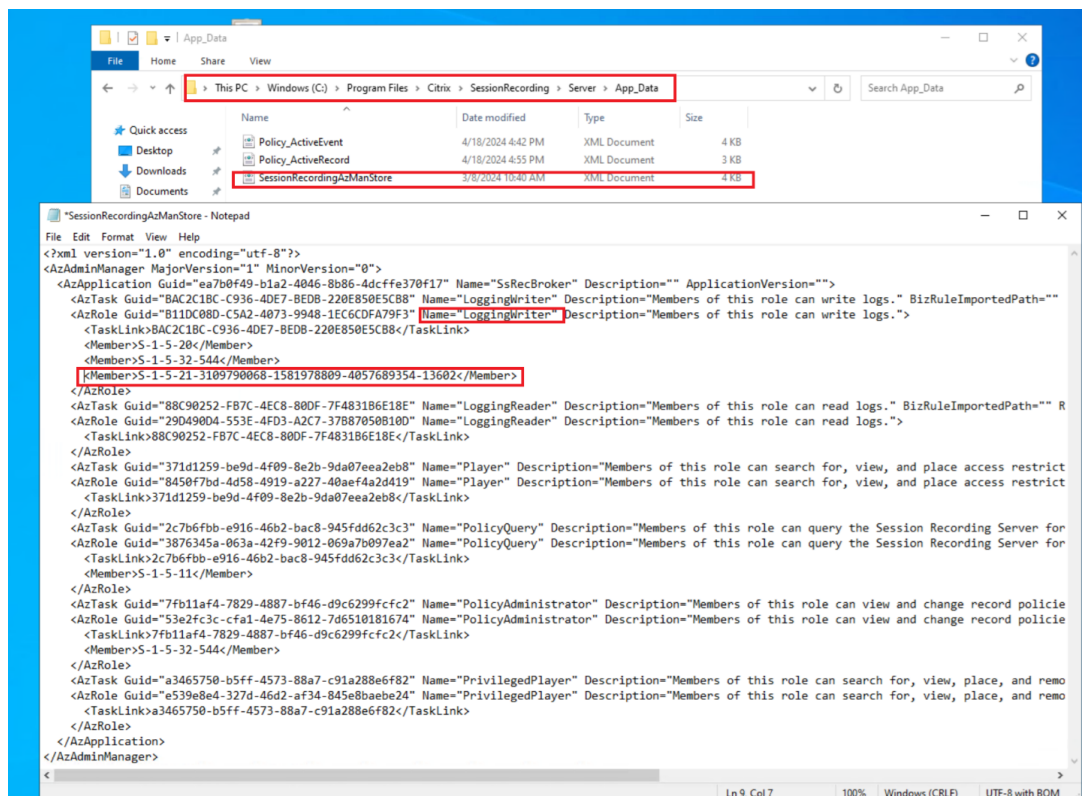 App_Data
File Home Share View
This PC > Windows (C:) > Program Files > Citrix > SessionRecording > Server > App_Data
Search App_Data
Name Date modified Type Size
Quick access
Desktop
Downloads
Documents
Policy_ActiveEvent 4/18/2024 4:42 PM XML Document 4 KB
Policy_ActiveRecord 4/18/2024 4:55 PM XML Document 3 KB
SessionRecordingAzManStore 3/8/2024 10:40 AM XML Document 4 KB
*SessionRecordingAzManStore - Notepad
File Edit Format View Help
<?xml version="1.0" encoding="utf-8"?>
<AzAdminManager MajorVersion="1" MinorVersion="0">
<AzApplication Guid="ea7b0f49-b1a2-4046-8b86-4dcffe370f17" Name="SsRecBroker" Description="" ApplicationVersion="">
<AzTask Guid="BAC2C1BC-C936-4DE7-BEDB-220E850E5CB8" Name="LoggingWriter" Description="Members of this role can write logs." BizRuleImportedPath=""
<AzRole Guid="B11DC08D-C5A2-4073-9948-1EC6CDFA79F3" Name="LoggingWriter" Description="Members of this role can write logs.">
<TaskLink>BAC2C1BC-C936-4DE7-BEDB-220E850E5CB8</TaskLink>
<Member>S-1-5-20</Member>
<Member>S-1-5-32-544</Member>
<Member>S-1-5-21-3109790068-1581978809-4057689354-13602</Member>
</AzRole>
<AzTask Guid="88C90252-FB7C-4EC8-80DF-7F4831B6E18E" Name="LoggingReader" Description="Members of this role can read logs." BizRuleImportedPath="" R
<AzRole Guid="29D490D4-553E-4FD3-A2C7-37B87050B10D" Name="LoggingReader" Description="Members of this role can read logs.">
<TaskLink>88C90252-FB7C-4EC8-80DF-7F4831B6E18E</TaskLink>
</AzRole>
<AzTask Guid="371d1259-be9d-4f09-8e2b-9da07eea2eb8" Name="Player" Description="Members of this role can search for, view, and place access restrict
<AzRole Guid="8450f7bd-4d58-4919-a227-40aef4a2d419" Name="Player" Description="Members of this role can search for, view, and place access restrict
<TaskLink>371d1259-be9d-4f09-8e2b-9da07eea2eb8</TaskLink>
</AzRole>
<AzTask Guid="2c7b6fbb-e916-46b2-bac8-945fdd62c3c3" Name="PolicyQuery" Description="Members of this role can query the Session Recording Server for
<AzRole Guid="3876345a-063a-42f9-9012-069a7b097ea2" Name="PolicyQuery" Description="Members of this role can query the Session Recording Server for
<TaskLink>2c7b6fbb-e916-46b2-bac8-945fdd62c3c3</TaskLink>
<Member>S-1-5-11</Member>
</AzRole>
<AzTask Guid="7fb11af4-7829-4887-bf46-d9c6299fcfc2" Name="PolicyAdministrator" Description="Members of this role can view and change record policie
<AzRole Guid="53e2fc3c-cfa1-4e75-8612-7d6510181674" Name="PolicyAdministrator" Description="Members of this role can view and change record policie
<TaskLink>7fb11af4-7829-4887-bf46-d9c6299fcfc2</TaskLink>
<Member>S-1-5-32-544</Member>
</AzRole>
<AzTask Guid="a3465750-b5ff-4573-88a7-c91a288e6f82" Name="PrivilegedPlayer" Description="Members of this role can search for, view, place, and remo
<AzRole Guid="e539e8e4-327d-46d2-af34-845e8baebe24" Name="PrivilegedPlayer" Description="Members of this role can search for, view, place, and remo
<TaskLink>a3465750-b5ff-4573-88a7-c91a288e6f82</TaskLink>
</AzRole>
</AzApplication>
</AzAdminManager>
Ln 9, Col 7 100% Windows (CRLF) UTF-8 with BOM